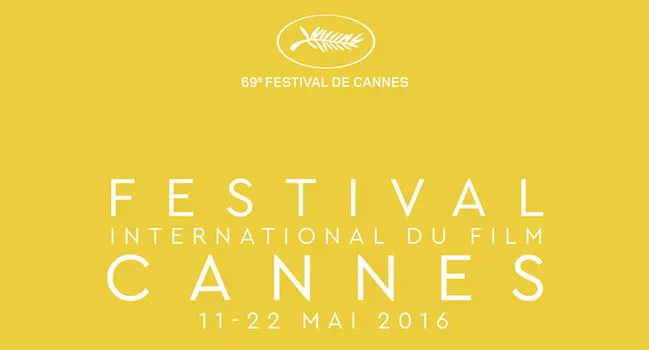 69e FESTIVAL DE CANNES
FESTIVAL
INTERNATIONAL DU FILM
CANNES
11-22 MAI 2016